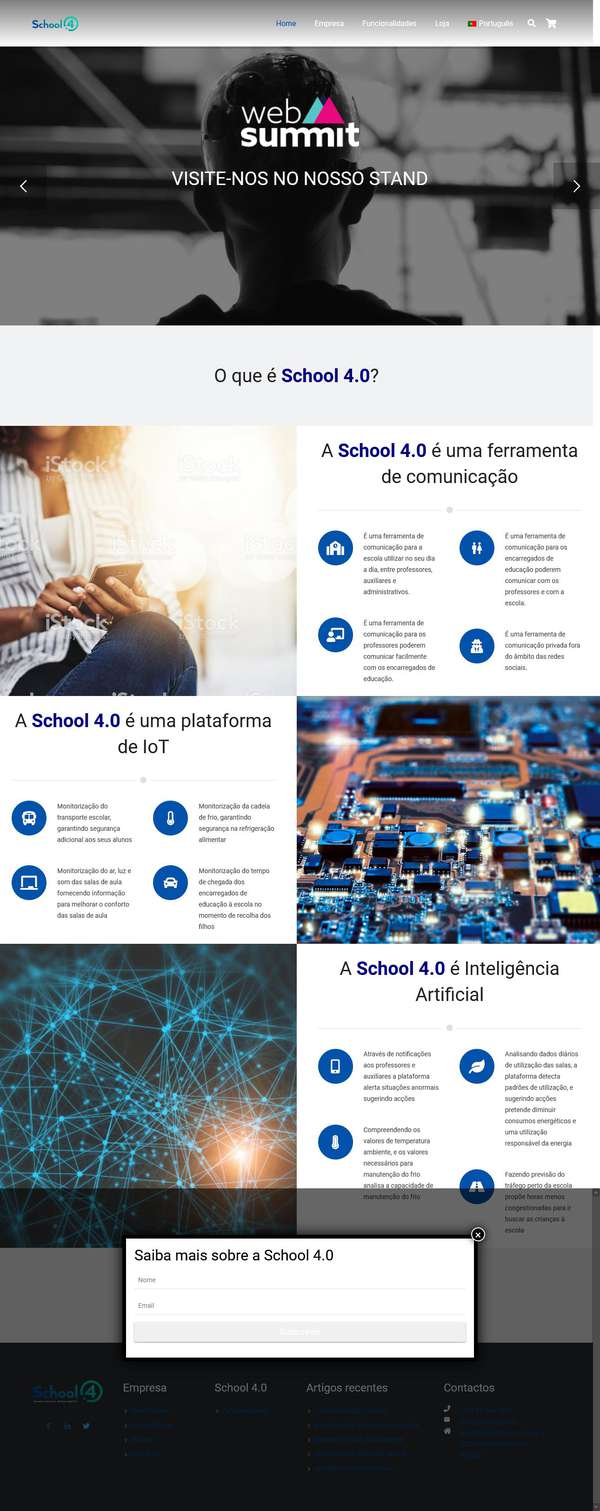 School 4
Home Empresa Funcionalidades Loja Português
web
summit
VISITE-NOS NO NOSSO STAND
O que é School 4.0?
iStock
iStock
iStock
iStock
iStock
iStock
A School 4.0 é uma ferramenta
de comunicação
É uma ferramenta de
comunicação para a
escola utilizar no seu dia
a dia, entre professores,
auxiliares e
administrativos.
É uma ferramenta de
comunicação para os
encarregados de
educação poderem
comunicar com os
professores e com a
escola.
É uma ferramenta de
comunicação para os
professores poderem
comunicar facilmente
com os encarregados de
educação.
É uma ferramenta de
comunicação privada fora
do âmbito das redes
sociais.
A School 4.0 é uma plataforma
de IoT
Monitorização do
transporte escolar,
garantindo segurança
adicional aos seus alunos
Monitorização da cadeia
de frio, garantindo
segurança na refrigeração
alimentar
Monitorização do ar, luz e
som das salas de aula
fornecendo informação
para melhorar o conforto
das salas de aula
Monitorização do tempo
de chegada dos
encarregados de
educação à escola no
momento de recolha dos
filhos
A School 4.0 é Inteligência
Artificial
Através de notificações
aos professores e
auxiliares a plataforma
alerta situações anormais
sugerindo acções
Analisando dados diários
de utilização das salas, a
plataforma detecta
padrões de utilização, e
sugerindo acções
pretende diminuir
consumos energéticos e
uma utilização
responsável da energia
Compreendendo os
valores de temperatura
ambiente, e os valores
necessários para
manutenção do frio
analisa a capacidade de
manutenção do frio
Fazendo previsão do
tráfego perto da escola
propõe horas menos
congestionadas para ir
buscar as crianças à
escola
Saiba mais sobre a School 4.0
Nome
Email
School 4
Empresa
School 4.0
Artigos recentes
Contactos